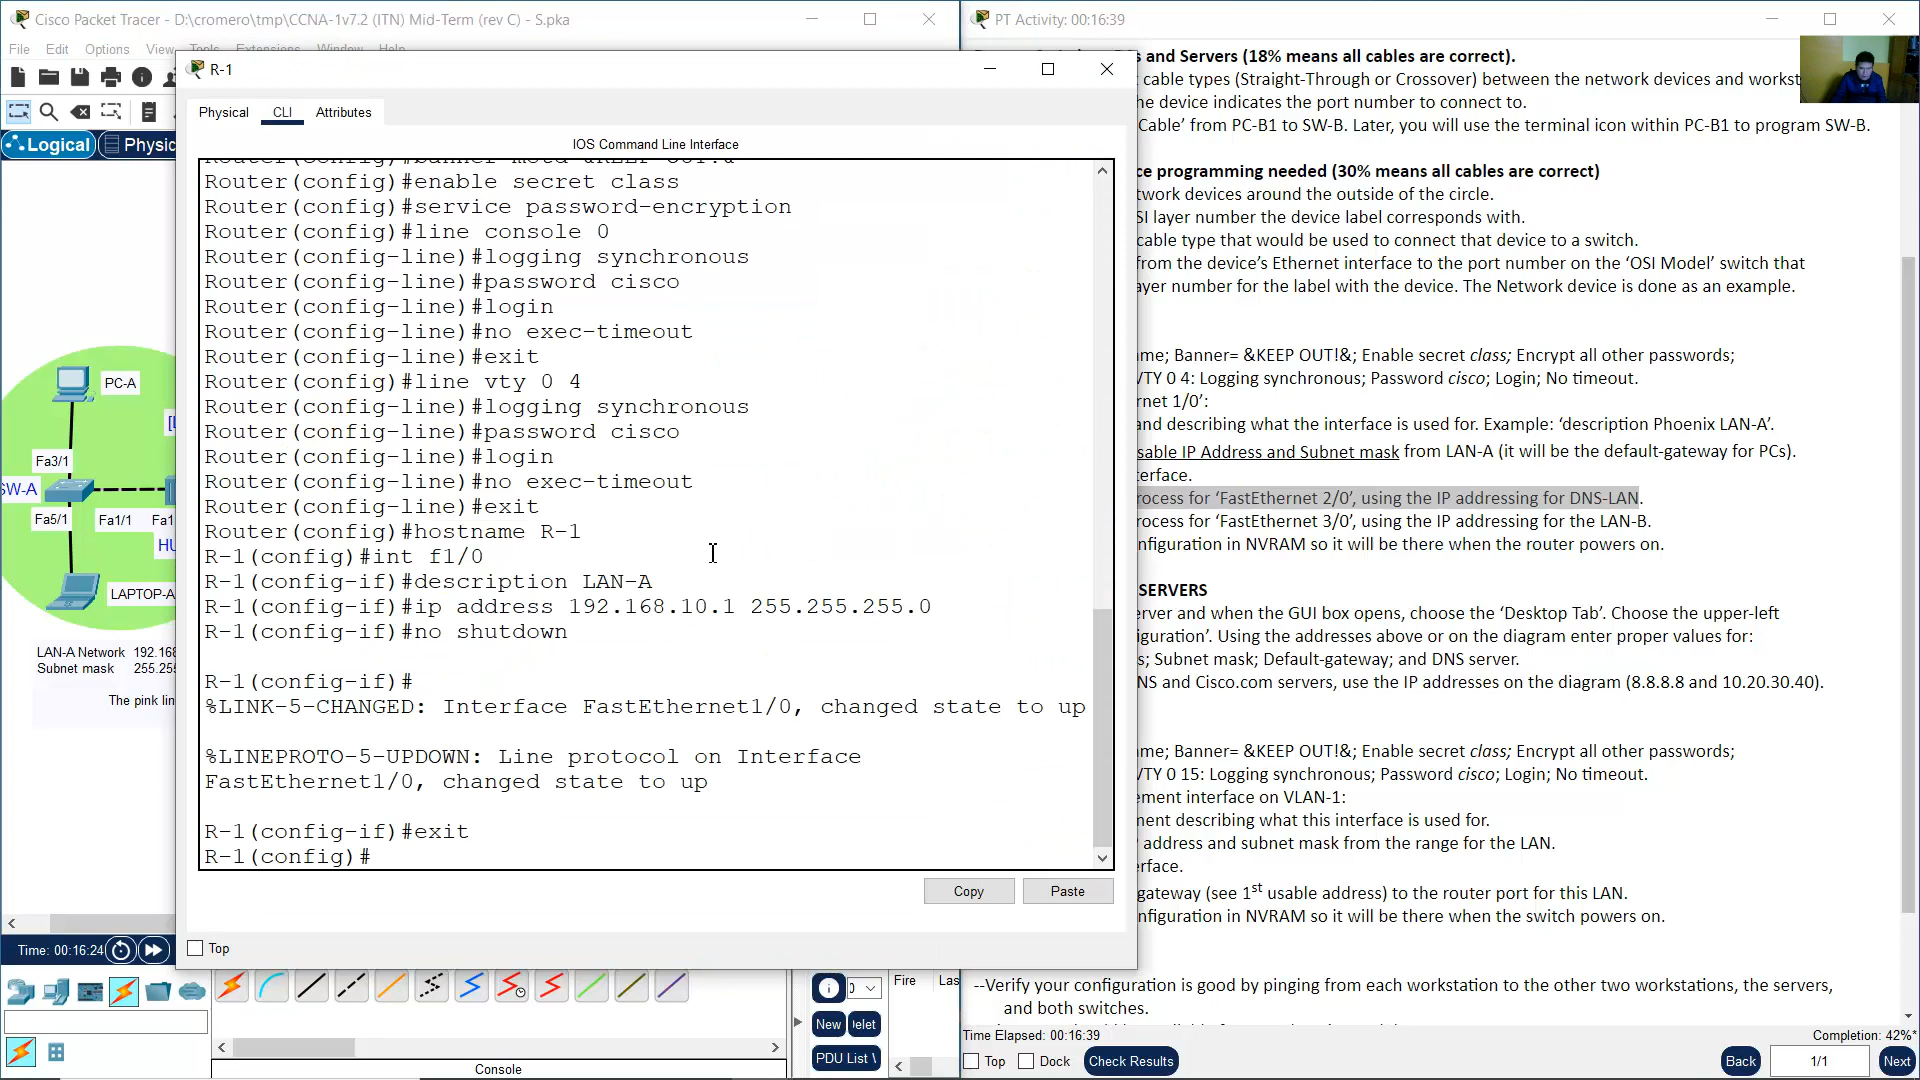 Cisco Packet Tracer - D:\cromero\tmp\CCNA-1v7.2 (ITN) Mid-Term (rev C) - S.pka
File Edit Options View Tools Extensions Window Help
Logical
PC-A
Fa3/1
SW-A
Fa5/1
Fa1/1
LAPTOP-A
LAN-A Network 192.168
Subnet mask
The pink
Time: 00:16:24
R-1
Physical CLI Attributes
IOS Command Line Interface
Router(config)#banner motd &KEEP OUT!&
Router(config)#enable secret class
Router(config)#service password-encryption
Router(config)#line console 0
Router(config-line)#logging synchronous
Router(config-line)#password cisco
Router(config-line)#login
Router(config-line)#no exec-timeout
Router(config-line)#exit
Router(config-line)#line vty 0 4
Router(config-line)#logging synchronous
Router(config-line)#password cisco
Router(config-line)#login
Router(config-line)#no exec-timeout
Router(config-line)#exit
Router(config)#hostname R-1
R-1(config)#int f1/0
R-1(config-if)#description LAN-A
R-1(config-if)#ip address 192.168.10.1 255.255.255.0
R-1(config-if)#no shutdown
R-1(config-if)#
%LINK-5-CHANGED: Interface FastEthernet1/0, changed state to up
%LINEPROTO-5-UPDOWN: Line protocol on Interface
FastEthernet1/0, changed state to up
R-1(config-if)#exit
R-1(config)#
Copy Paste
Top
Console
Fire
New
PDU List
PT Activity: 00:16:39
s and Servers (18% means all cables are correct).
cable types (Straight-Through or Crossover) between the network devices and
he device indicates the port number to connect to.
Cable’ from PC-B1 to SW-B. Later, you will use the terminal icon within PC-B1 to program SW-B.
ce programming needed (30% means all cables are correct)
twork devices around the outside of the circle.
SI layer number the device label corresponds with.
cable type that would be used to connect that device to a switch.
from the device’s Ethernet interface to the port number on the ‘OSI Model’ switch that
ayer number for the label with the device. The Network device is done as an example.
me; Banner= &KEEP OUT!&; Enable secret class; Encrypt all other passwords;
VTY 0 4: Logging synchronous; Password cisco; Login; No timeout.
rnet 1/0’:
and describing what the interface is used for. Example: ‘description Phoenix LAN-A’.
sable IP Address and Subnet mask from LAN-A (it will be the default-gateway for PCs).
terface.
rocess for ‘FastEthernet 2/0’, using the IP addressing for DNS-LAN.
rocess for ‘FastEthernet 3/0’, using the IP addressing for the LAN-B.
nfiguration in NVRAM so it will be there when the router powers on.
SERVERS
erver and when the GUI box opens, choose the ‘Desktop Tab’. Choose the upper-left
iguration’. Using the addresses above or on the diagram enter proper values for:
s; Subnet mask; Default-gateway; and DNS server.
NS and Cisco.com servers, use the IP addresses on the diagram (8.8.8.8 and 10.20.30.40).
me; Banner= &KEEP OUT!&; Enable secret class; Encrypt all other passwords;
VTY 0 15: Logging synchronous; Password cisco; Login; No timeout.
ement interface on VLAN-1:
nent describing what this interface is used for.
address and subnet mask from the range for the LAN.
erface.
gateway (see 1st usable address) to the router port for this LAN.
nfiguration in NVRAM so it will be there when the switch powers on.
--Verify your configuration is good by pinging from each workstation to the other two workstations, the servers,
and both switches.
Time Elapsed: 00:16:39 Completion: 42%*
Top Dock Check Results Back 1/1 Next